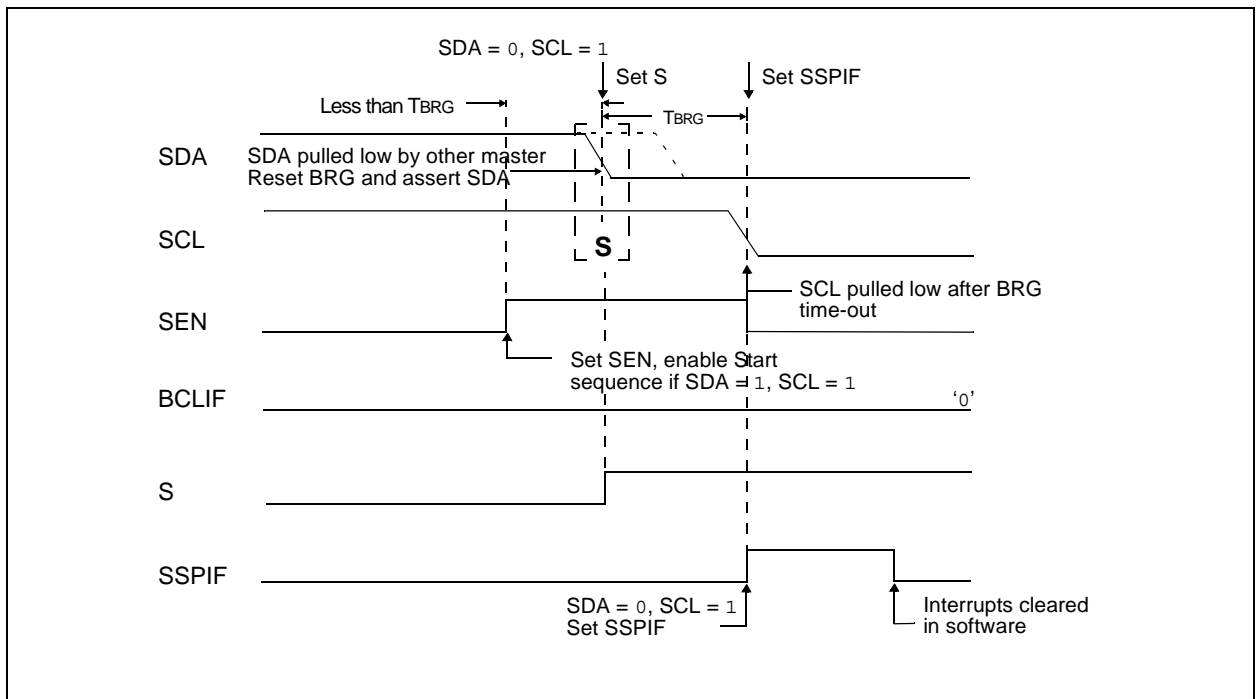 SDA = 0, SCL = 1
Set S
Set SSPIF
Less than TBRG
TBRG
SDA
SDA pulled low by other master
Reset BRG and assert SDA
SCL
S
SCL pulled low after BRG
time-out
SEN
Set SEN, enable Start
sequence if SDA = 1, SCL = 1
BCLIF
‘0’
S
SSPIF
SDA = 0, SCL = 1
Set SSPIF
Interrupts cleared
in software